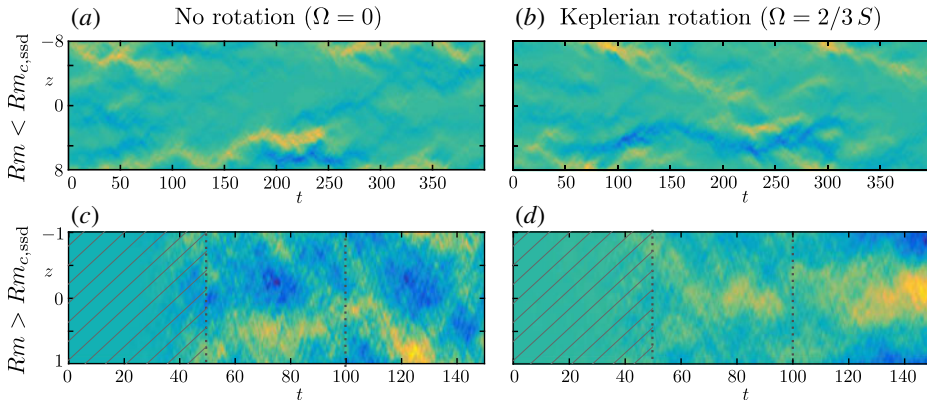 No rotation (Ω = 0)
Keplerian rotation (Ω = 2/3 S)
(a)
(b)
Rm < Rm_{c,ssd}
−8
z
0
8
0 50 100 150 200 250 300 350
t
0 50 100 150 200 250 300 350
t
(c)
(d)
Rm > Rm_{c,ssd}
−1
z
0
1
0 20 40 60 80 100 120 140
t
0 20 40 60 80 100 120 140
t